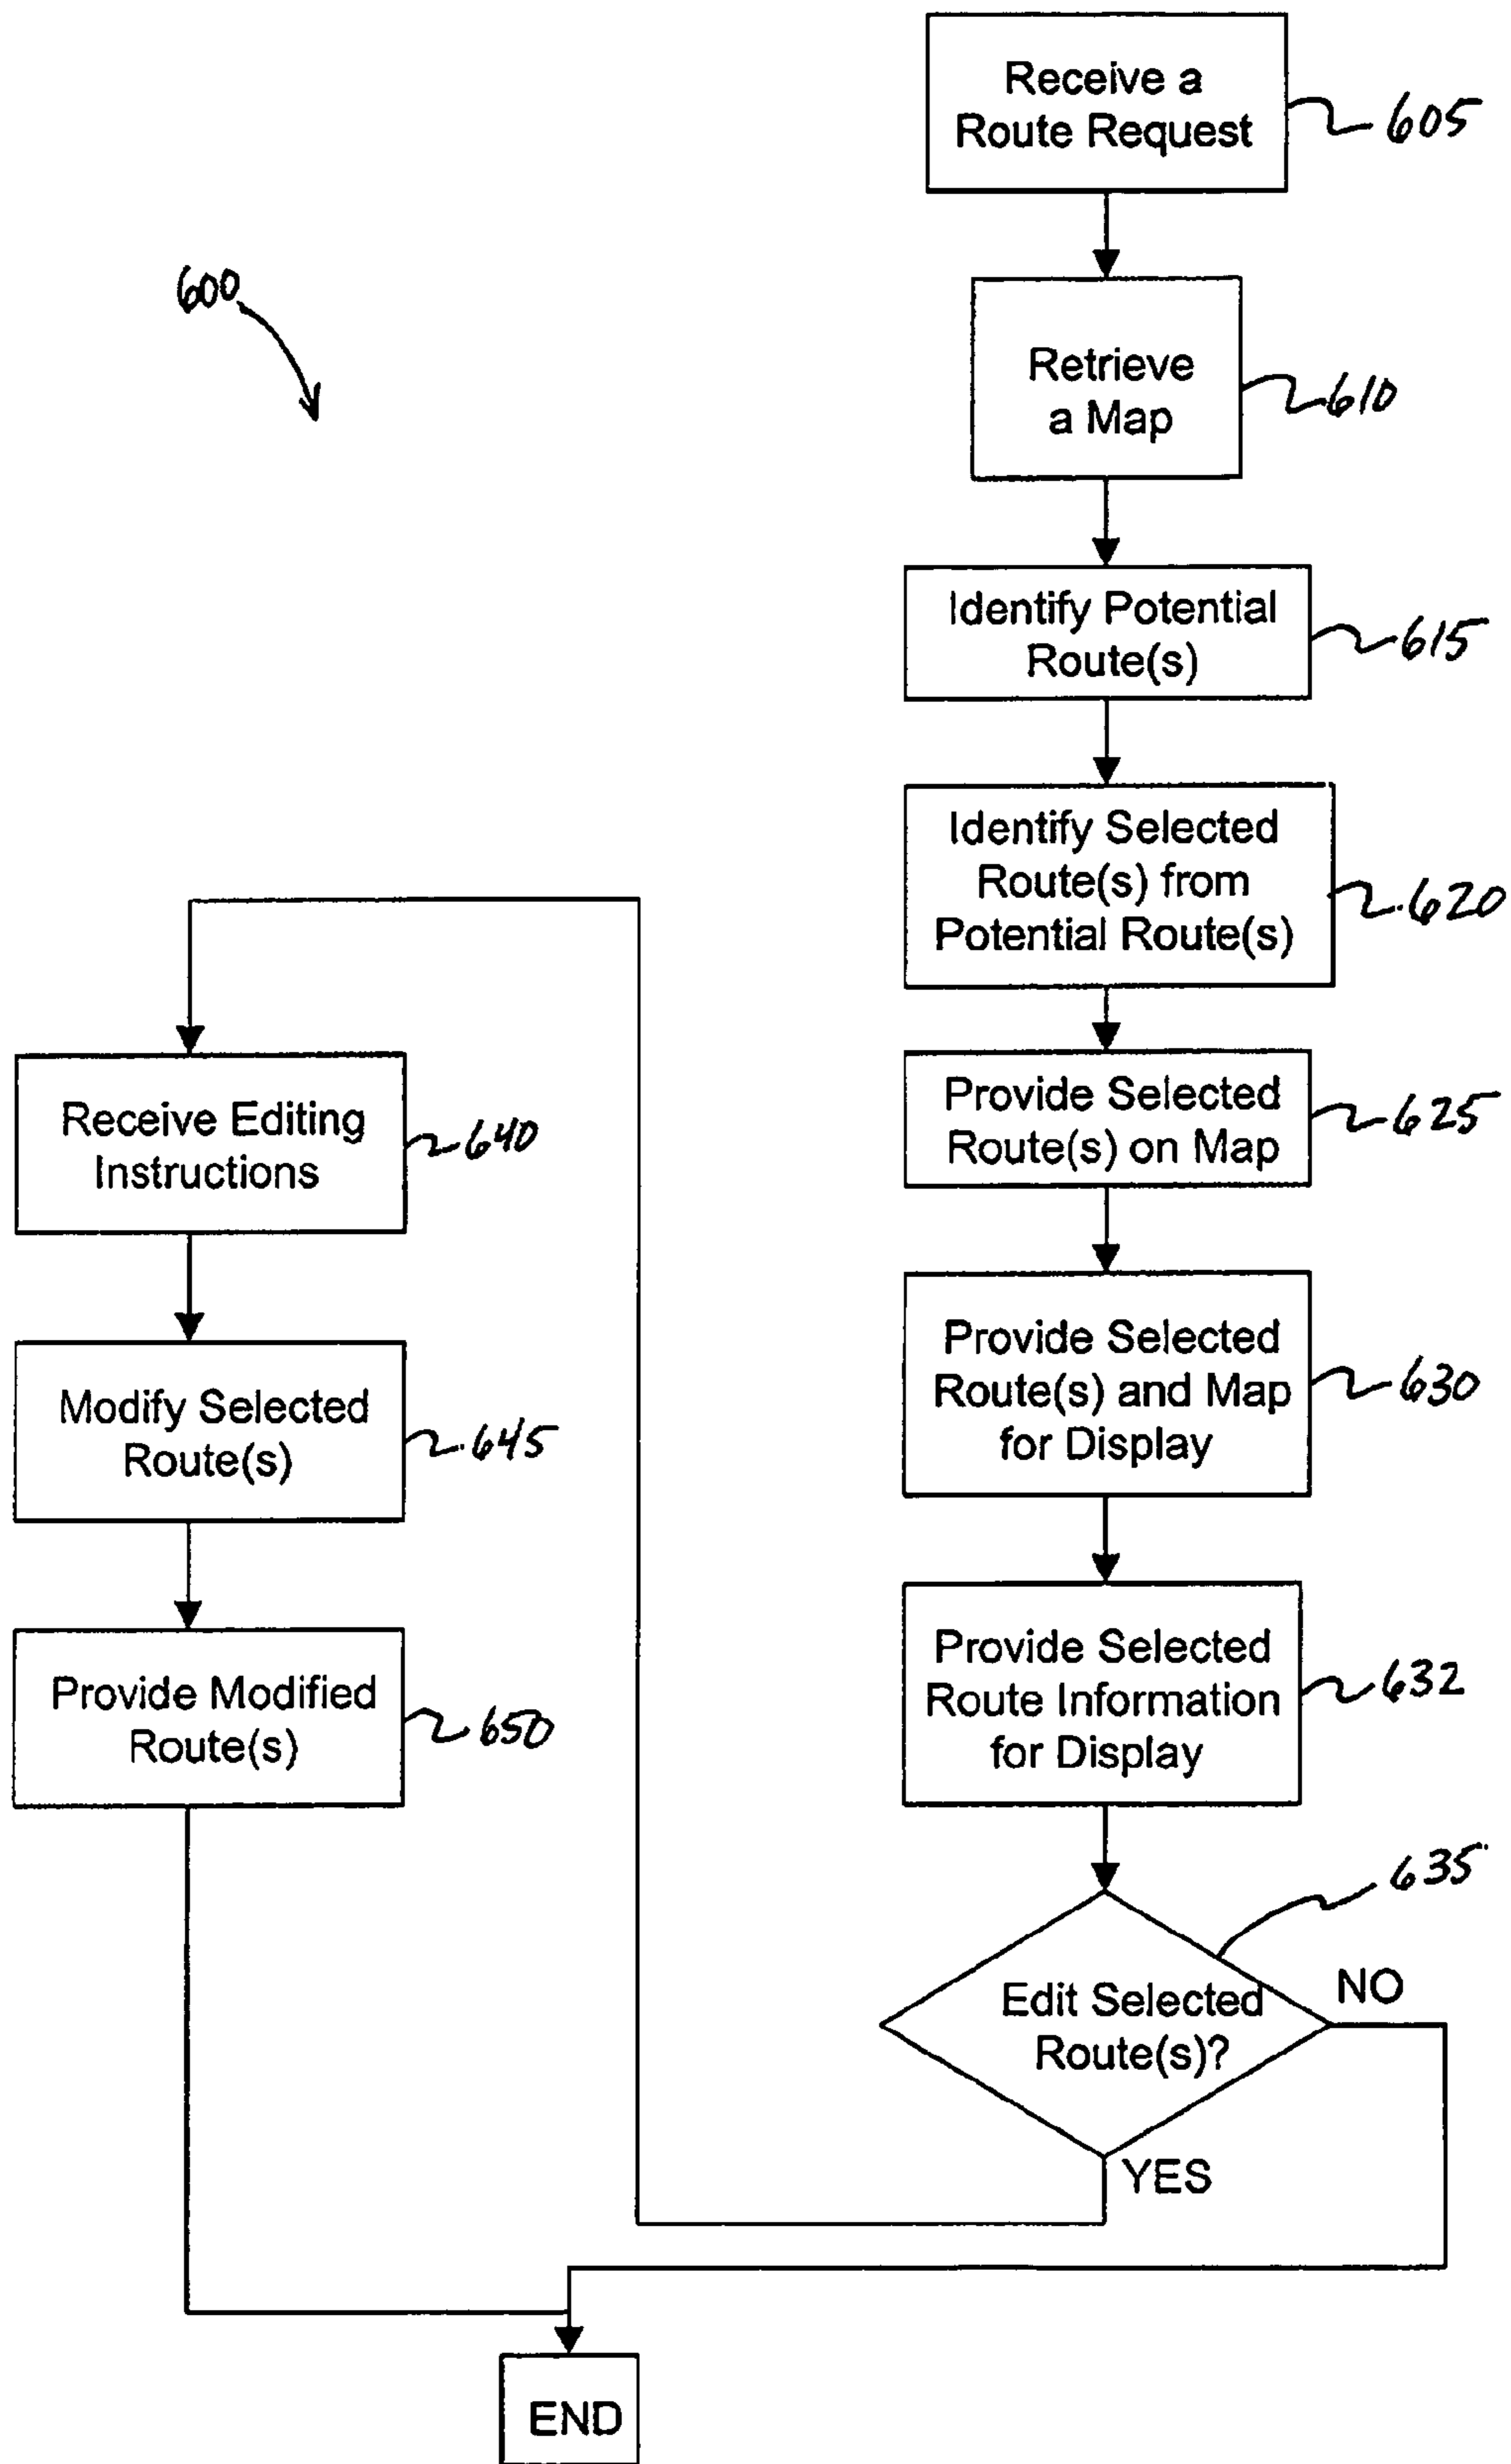 Receive a
Route Request
605
600
Retrieve
a Map
610
Identify Potential
Route(s)
615
Identify Selected
Route(s) from
Potential Route(s)
620
Provide Selected
Route(s) on Map
625
Provide Selected
Route(s) and Map
for Display
630
Provide Selected
Route Information
for Display
632
Edit Selected
Route(s)?
635
NO
YES
Receive Editing
Instructions
640
Modify Selected
Route(s)
645
Provide Modified
Route(s)
650
END